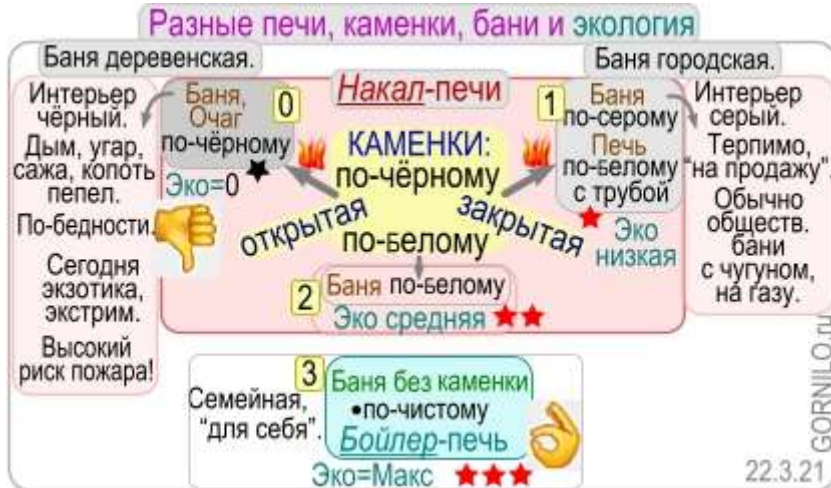 Разные печи, каменки, бани и экология
Баня деревенская.
Интерьер
чёрный.
Дым, угар,
сажа, копоть
пепел.
По-бедности.
Сегодня
экзотика,
экстрим.
Высокий
риск пожара!
Баня,
Очаг
по-чёрному
0
Эко=0
Накал-печи
КАМЕНКИ:
по-чёрному
открытая
закрытая
по-белому
Баня городская.
1
Баня
по-серому
Печь
по-белому
с трубой
Эко
низкая
Интерьер
серый.
Терпимо,
"на продажу".
Обычно
обществ.
бани
с чугуном,
на газу.
2
Баня по-белому
Эко средняя
3
Семейная,
"для себя".
Баня без каменки
•по-чистому
Бойлер-печь
Эко=Макс
GORNILO.ru
22.3.21